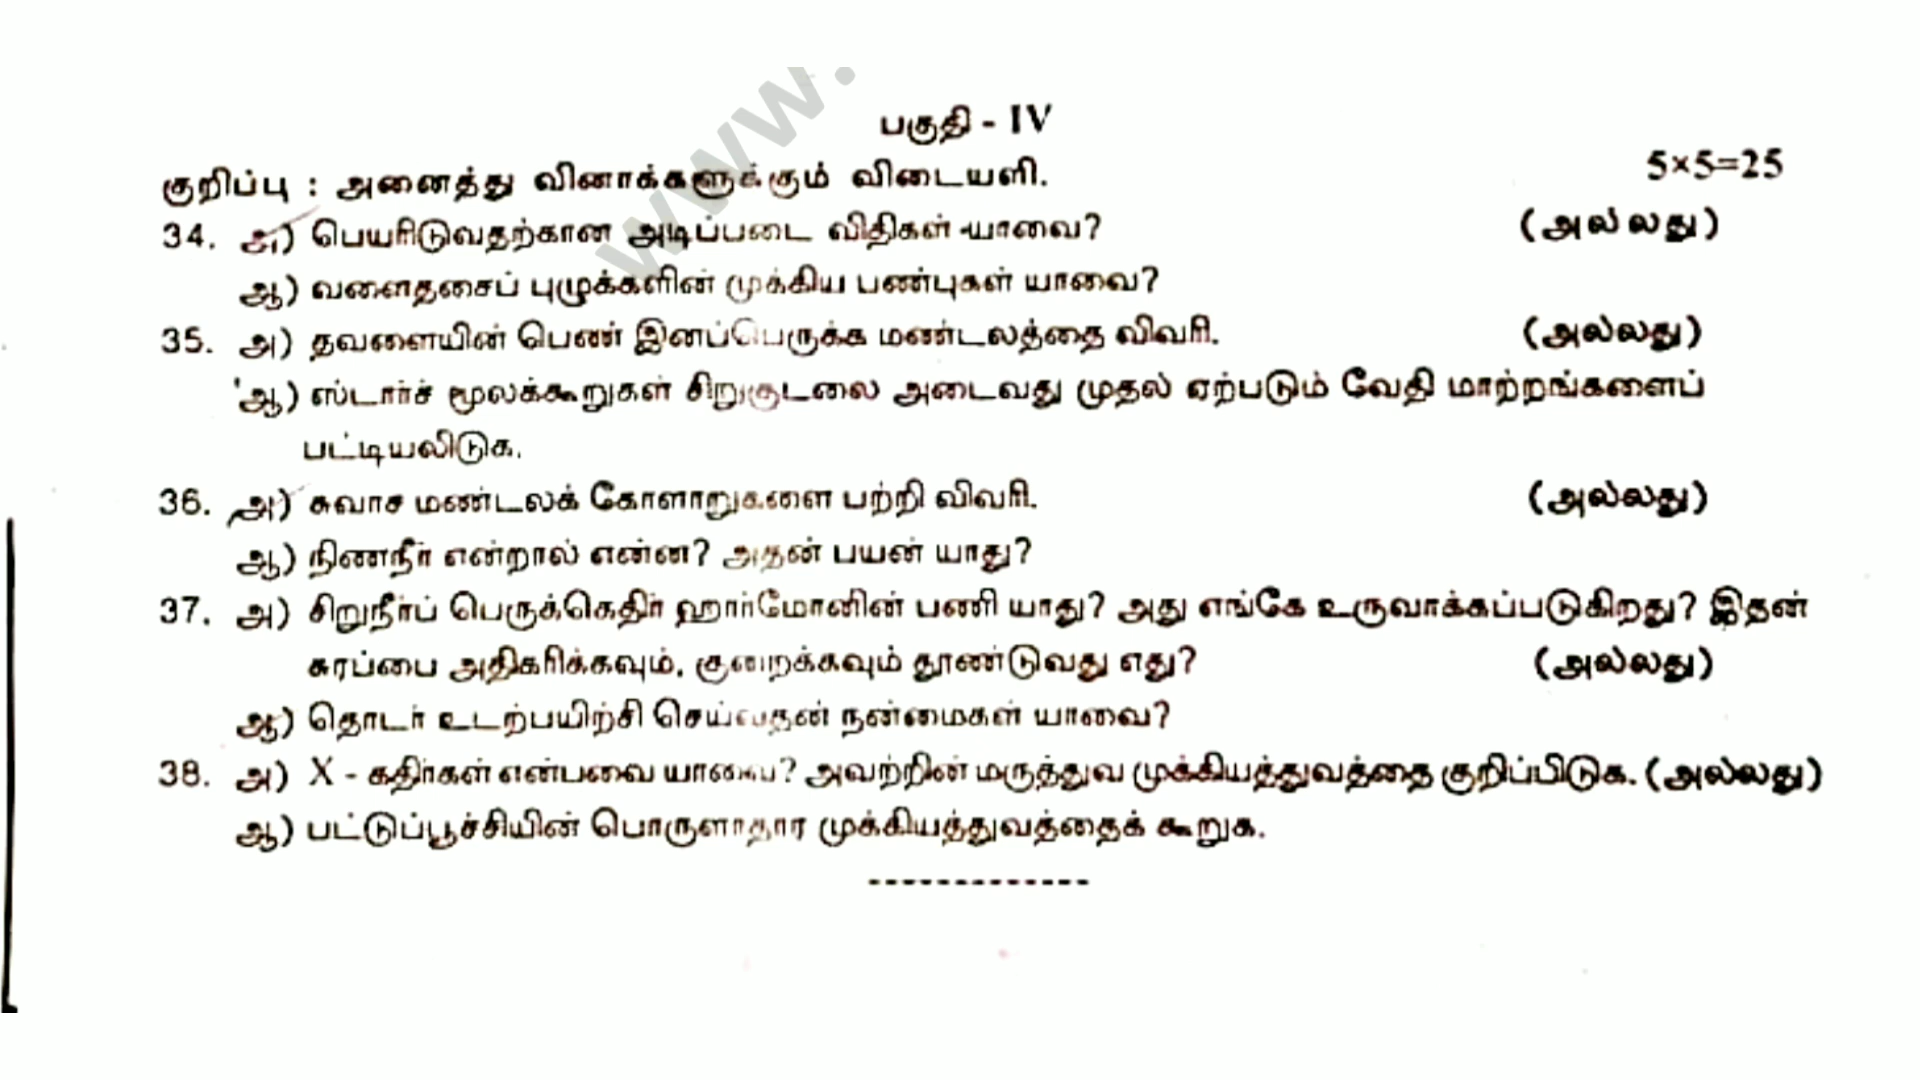 www.
பகுதி - IV
குறிப்பு : அனைத்து வினாக்களுக்கும் விடையளி. 5×5=25
34. அ) பெயரிடுவதற்கான அடிப்படை விதிகள் யாவை? (அல்லது)
ஆ) வளைதசைப் புழுக்களின் முக்கிய பண்புகள் யாவை?
35. அ) தவளையின் பெண் இனப்பெருக்க மண்டலத்தை விவரி. (அல்லது)
ஆ) ஸ்டார்ச் மூலக்கூறுகள் சிறுகுடலை அடைவது முதல் ஏற்படும் வேதி மாற்றங்களைப்
பட்டியலிடுக.
36. அ) சுவாச மண்டலக் கோளாறுகளை பற்றி விவரி. (அல்லது)
ஆ) நிணநீர் என்றால் என்ன? அதன் பயன் யாது?
37. அ) சிறுநீர்ப் பெருக்கெதிர் ஹார்மோனின் பணி யாது? அது எங்கே உருவாக்கப்படுகிறது? இதன்
சுரப்பை அதிகரிக்கவும், குறைக்கவும் தூண்டுவது எது? (அல்லது)
ஆ) தொடர் உடற்பயிற்சி செய்வதன் நன்மைகள் யாவை?
38. அ) X - கதிர்கள் என்பவை யாவை? அவற்றின் மருத்துவ முக்கியத்துவத்தை குறிப்பிடுக. (அல்லது)
ஆ) பட்டுப்பூச்சியின் பொருளாதார முக்கியத்துவத்தைக் கூறுக.
-------------